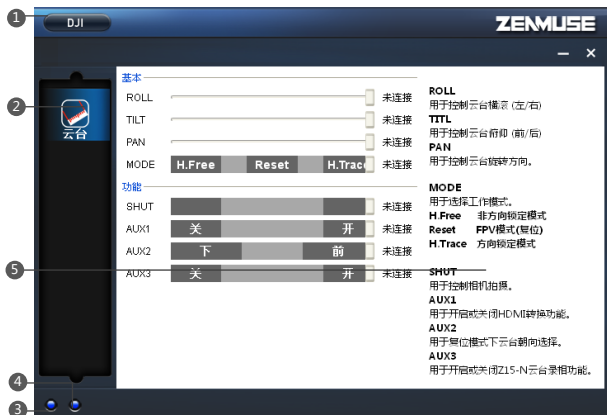 1
DJI
ZENMUSE
2
云台
基本
ROLL 未连接
TILT 未连接
PAN 未连接
MODE H.Free Reset H.Trace 未连接
功能
SHUT 未连接
AUX1 关 开 未连接
AUX2 下 前 未连接
AUX3 关 开 未连接
ROLL
用于控制云台横滚 (左/右)
TITL
用于控制云台俯仰 (前/后)
PAN
用于控制云台旋转方向。
MODE
用于选择工作模式。
H.Free 非方向锁定模式
Reset FPV模式(复位)
H.Trace 方向锁定模式
5
SHUT
用于控制相机拍摄。
AUX1
用于开启或关闭HDMI转换功能。
AUX2
用于复位模式下云台朝向选择。
AUX3
用于开启或关闭Z15-N云台录相功能。
4
3